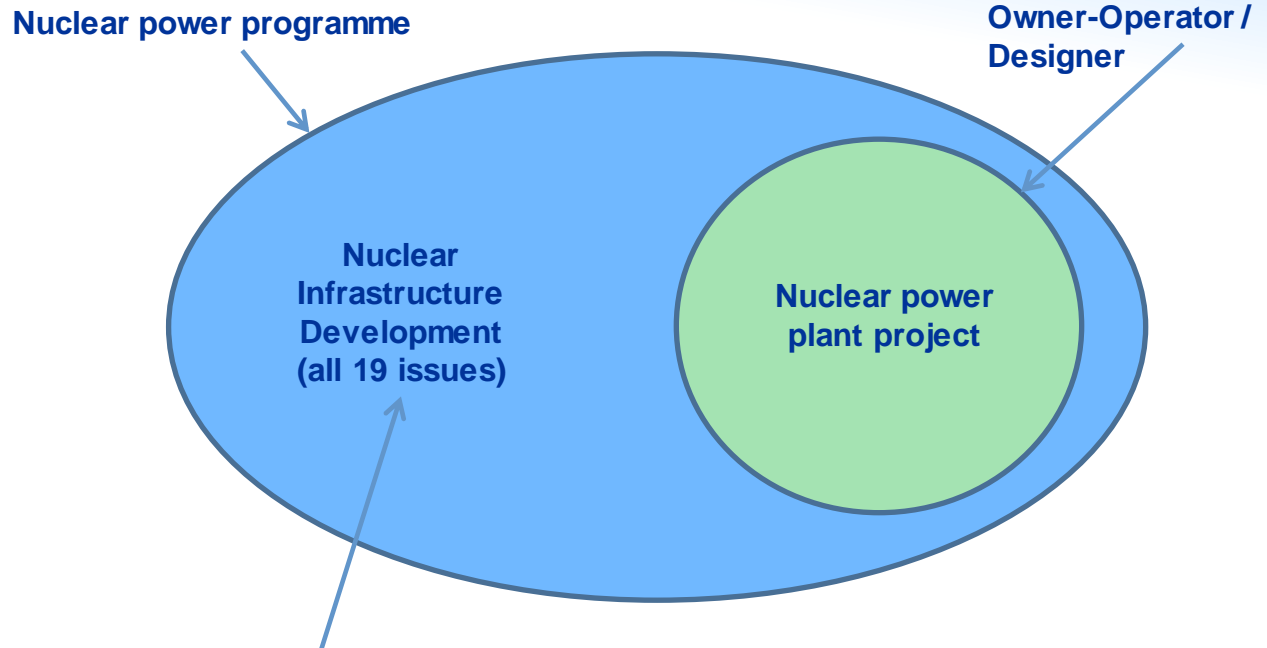 Nuclear power programme
Owner-Operator /
Designer
Nuclear
Infrastructure
Development
(all 19 issues)
Nuclear power
plant project